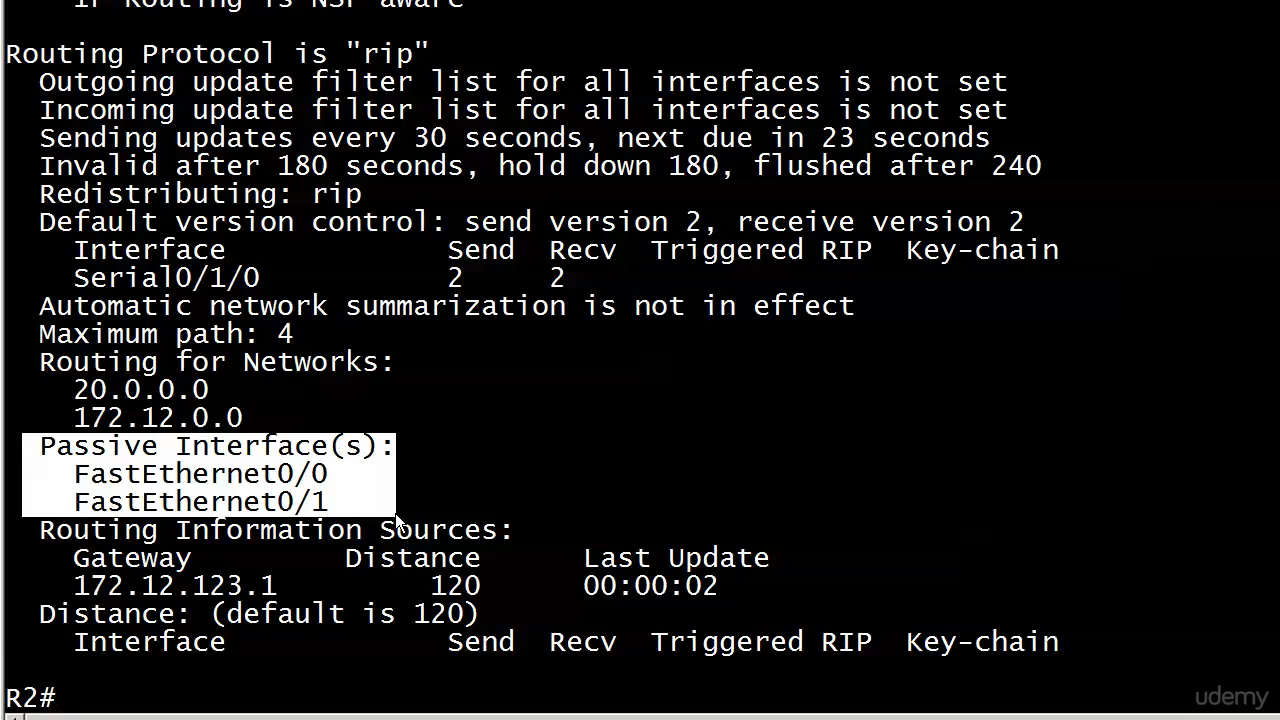 if Routing is NSF aware
Routing Protocol is "rip"
Outgoing update filter list for all interfaces is not set
Incoming update filter list for all interfaces is not set
Sending updates every 30 seconds, next due in 23 seconds
Invalid after 180 seconds, hold down 180, flushed after 240
Redistributing: rip
Default version control: send version 2, receive version 2
Interface Send Recv Triggered RIP Key-chain
Serial0/1/0 2 2
Automatic network summarization is not in effect
Maximum path: 4
Routing for Networks:
20.0.0.0
172.12.0.0
Passive Interface(s):
FastEthernet0/0
FastEthernet0/1
Routing Information Sources:
Gateway Distance Last Update
172.12.123.1 120 00:00:02
Distance: (default is 120)
Interface Send Recv Triggered RIP Key-chain
R2#
udemy